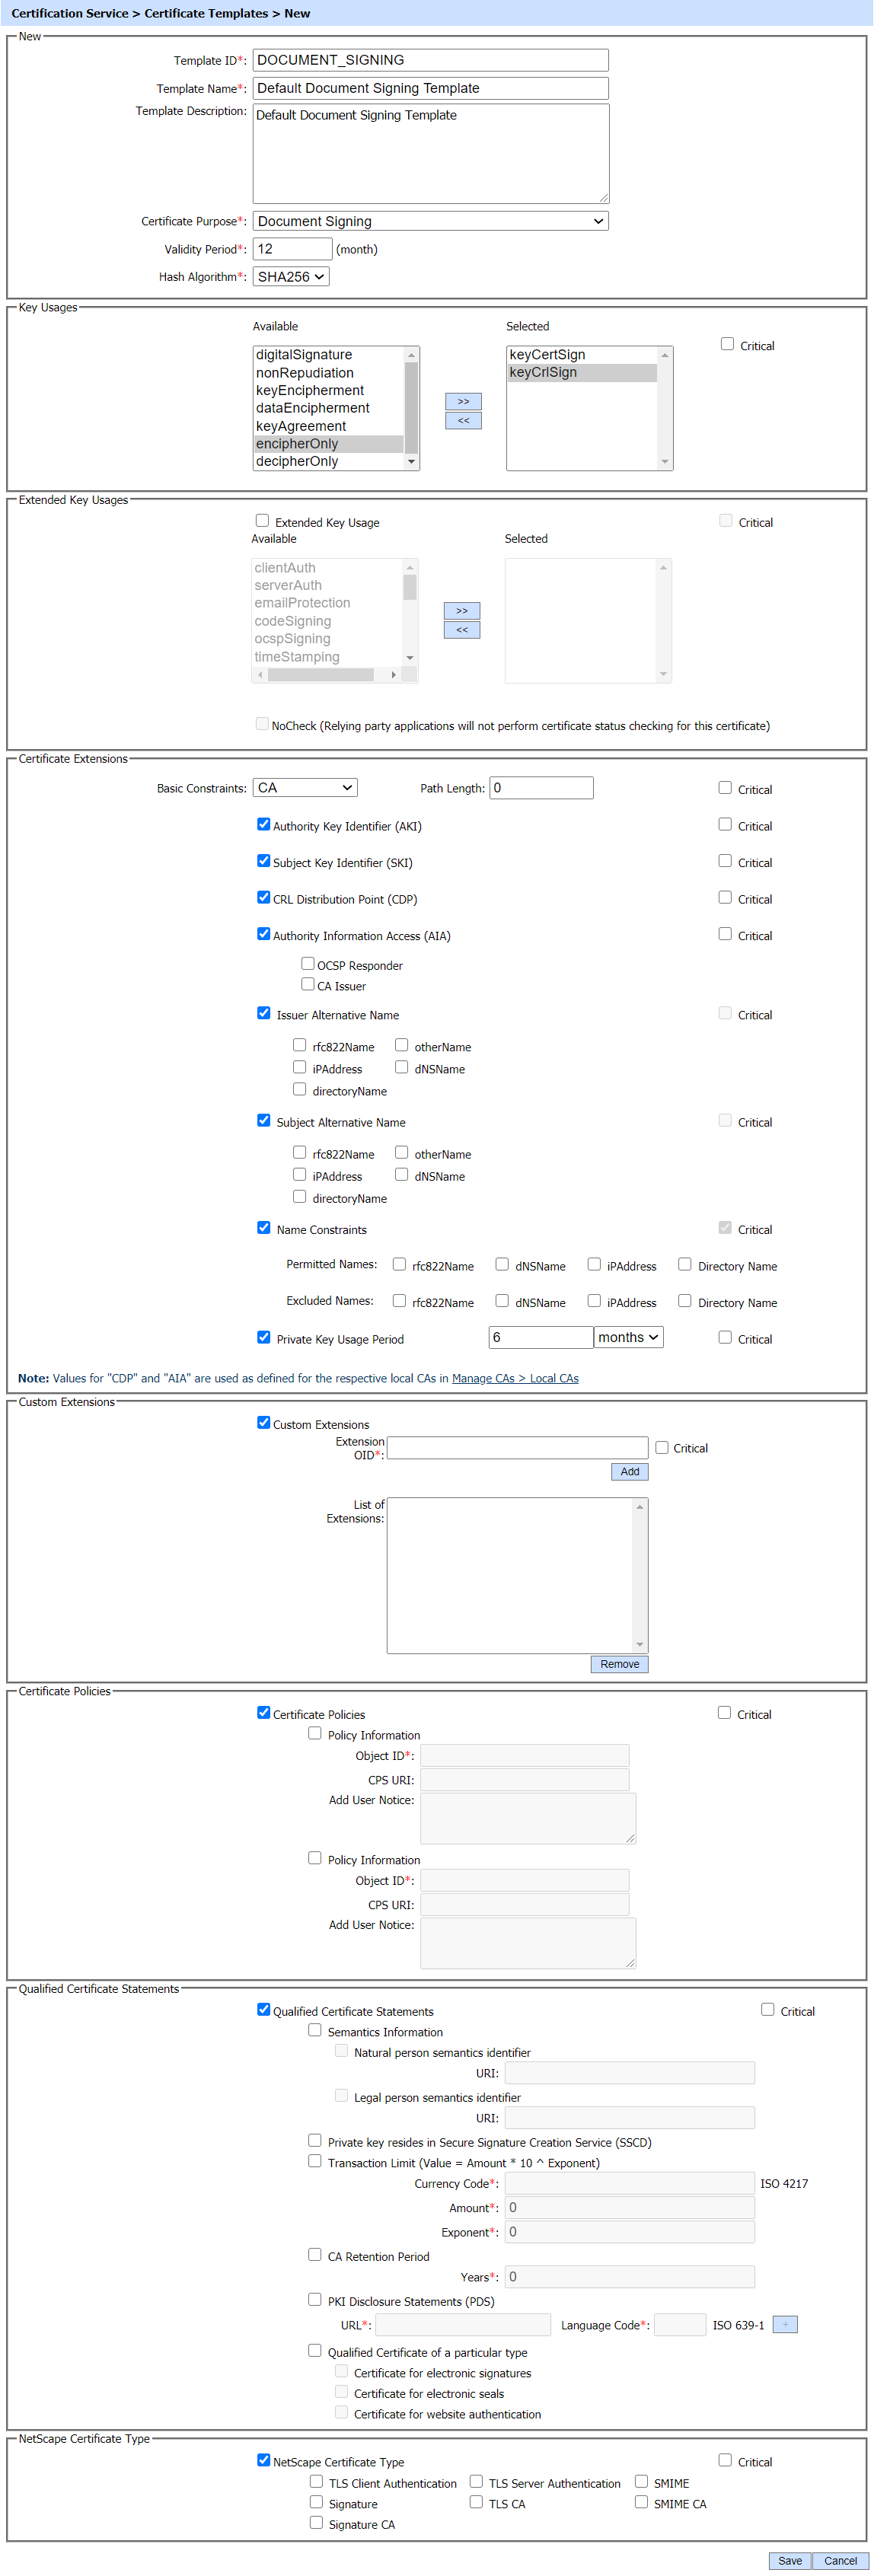 Certification Service > Certificate Templates > New
New
Template ID*: DOCUMENT_SIGNING
Template Name*: Default Document Signing Template
Template Description: Default Document Signing Template
Certificate Purpose*: Document Signing
Validity Period*: 12 (month)
Hash Algorithm*: SHA256
Key Usages
Available Selected
Critical
digitalSignature keyCertSign
nonRepudiation keyCrlSign
keyEncipherment
dataEncipherment >>
keyAgreement <<
encipherOnly
decipherOnly
Extended Key Usages
Extended Key Usage Critical
Available Selected
clientAuth
serverAuth
emailProtection >>
codeSigning <<
ocspSigning
timeStamping
NoCheck (Relying party applications will not perform certificate status checking for this certificate)
Certificate Extensions
Basic Constraints: CA Path Length: 0 Critical
Authority Key Identifier (AKI) Critical
Subject Key Identifier (SKI) Critical
CRL Distribution Point (CDP) Critical
Authority Information Access (AIA) Critical
OCSP Responder
CA Issuer
Issuer Alternative Name Critical
rfc822Name otherName
iPAddress dNSName
directoryName
Subject Alternative Name Critical
rfc822Name otherName
iPAddress dNSName
directoryName
Name Constraints Critical
Permitted Names: rfc822Name dNSName iPAddress Directory Name
Excluded Names: rfc822Name dNSName iPAddress Directory Name
Private Key Usage Period 6 months Critical
Note: Values for "CDP" and "AIA" are used as defined for the respective local CAs in Manage CAs > Local CAs
Custom Extensions
Custom Extensions
Extension
OID*: Critical
Add
List of
Extensions:
Remove
Certificate Policies
Certificate Policies Critical
Policy Information
Object ID*:
CPS URI:
Add User Notice:
Policy Information
Object ID*:
CPS URI:
Add User Notice:
Qualified Certificate Statements
Qualified Certificate Statements Critical
Semantics Information
Natural person semantics identifier
URI:
Legal person semantics identifier
URI:
Private key resides in Secure Signature Creation Service (SSCD)
Transaction Limit (Value = Amount * 10 ^ Exponent)
Currency Code*: ISO 4217
Amount*: 0
Exponent*: 0
CA Retention Period
Years*: 0
PKI Disclosure Statements (PDS)
URL*: Language Code*: ISO 639-1 +
Qualified Certificate of a particular type
Certificate for electronic signatures
Certificate for electronic seals
Certificate for website authentication
NetScape Certificate Type
NetScape Certificate Type Critical
TLS Client Authentication TLS Server Authentication SMIME
Signature TLS CA SMIME CA
Signature CA
Save Cancel